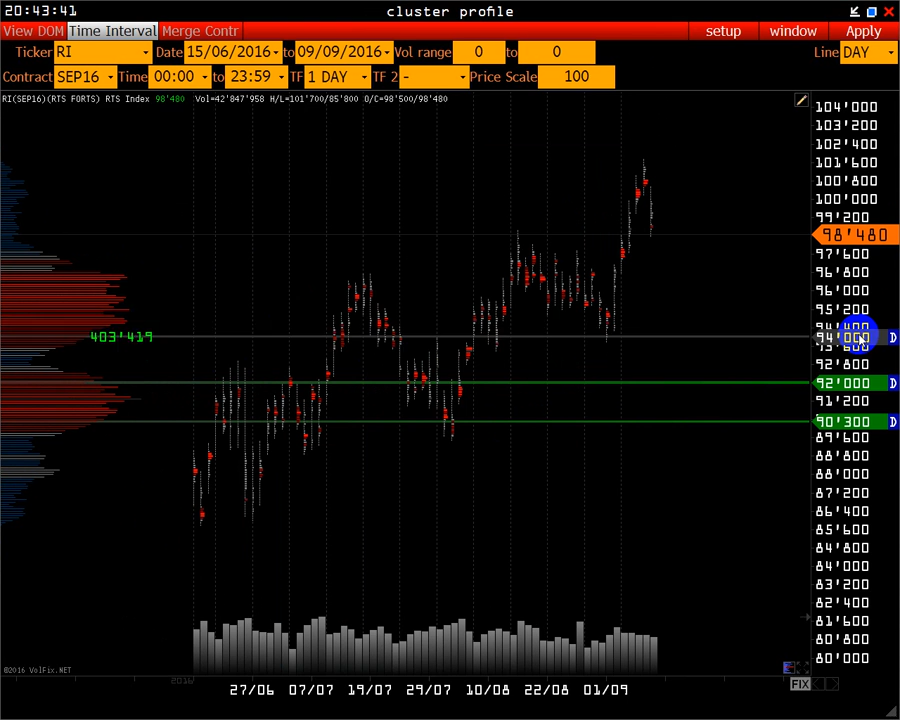 20:43:41 cluster profile
View DOM Time Interval Merge Contr setup window Apply
Ticker RI Date 15/06/2016 to 09/09/2016 Vol range 0 to 0 Line DAY
Contract SEP16 Time 00:00 to 23:59 TF 1 DAY TF 2 - Price Scale 100
RI(SEP16)(RTS FORTS) RTS Index 98'480 Vol=42'847'958 H/L=101'700/85'800 O/C=98'500/98'480
104'000
103'200
102'400
101'600
100'800
100'000
99'200
98'480
97'600
96'800
96'000
95'200
94'400
403'419 94'000 D
93'600
92'800
92'000 D
91'200
90'300 D
89'600
88'800
88'000
87'200
86'400
85'600
84'800
84'000
83'200
82'400
81'600
80'800
80'000
©2016 VolFix.NET
2016
27/06 07/07 19/07 29/07 10/08 22/08 01/09
FIX